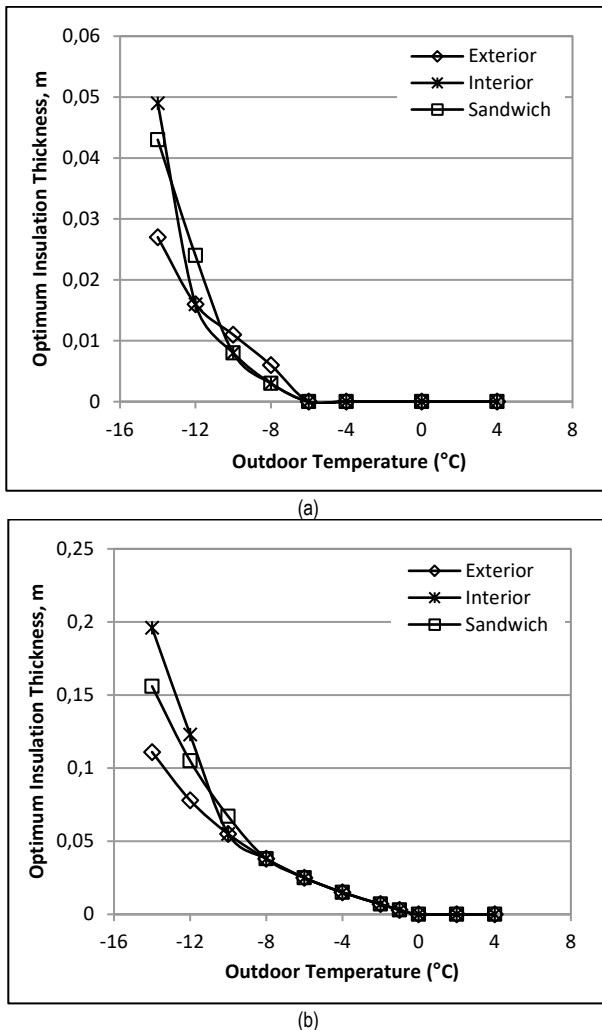 0,06
0,05
0,04
0,03
0,02
0,01
0
Optimum Insulation Thickness, m
Exterior
Interior
Sandwich
-16 -12 -8 -4 0 4 8
Outdoor Temperature (°C)
(a)
0,25
0,2
0,15
0,1
0,05
0
Optimum Insulation Thickness, m
Exterior
Interior
Sandwich
-16 -12 -8 -4 0 4 8
Outdoor Temperature (°C)
(b)